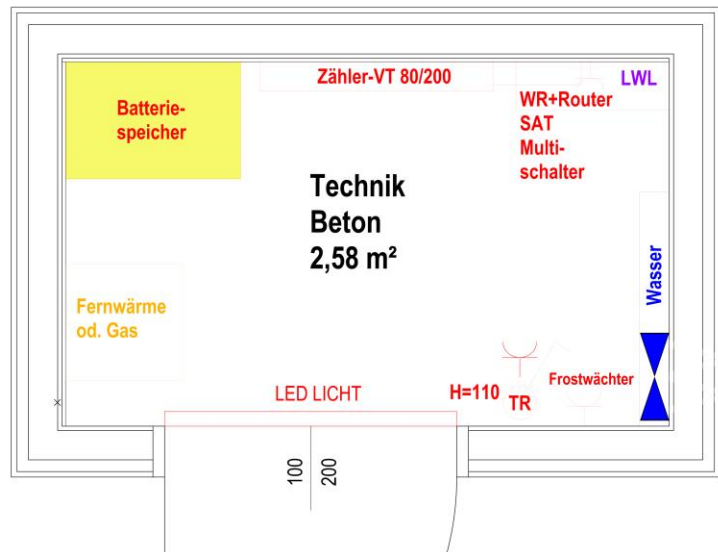 Zähler-VT 80/200
LWL
Batterie-
speicher
WR+Router
SAT
Multi-
schalter
Technik
Beton
2,58 m²
Wasser
Fernwärme
od. Gas
Frostwächter
LED LICHT
H=110
TR
100
200